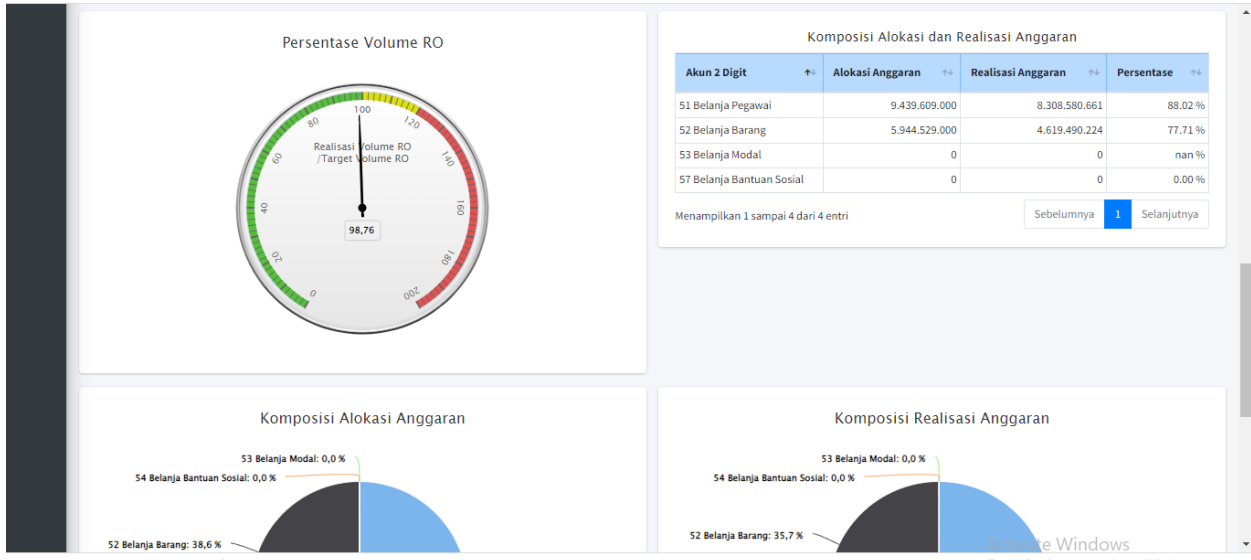 Persentase Volume RO
0
20
40
60
80
100
120
140
160
180
200
Realisasi Volume RO
/Target Volume RO
98,76
Komposisi Alokasi dan Realisasi Anggaran
Akun 2 Digit Alokasi Anggaran Realisasi Anggaran Persentase
51 Belanja Pegawai 9.439.609.000 8.308.580.661 88.02 %
52 Belanja Barang 5.944.529.000 4.619.490.224 77.71 %
53 Belanja Modal 0 0 nan %
57 Belanja Bantuan Sosial 0 0 0.00 %
Menampilkan 1 sampai 4 dari 4 entri
Sebelumnya 1 Selanjutnya
Komposisi Alokasi Anggaran
53 Belanja Modal: 0,0 %
54 Belanja Bantuan Sosial: 0,0 %
52 Belanja Barang: 38,6 %
Komposisi Realisasi Anggaran
53 Belanja Modal: 0,0 %
54 Belanja Bantuan Sosial: 0,0 %
52 Belanja Barang: 35,7 %
Activate Windows